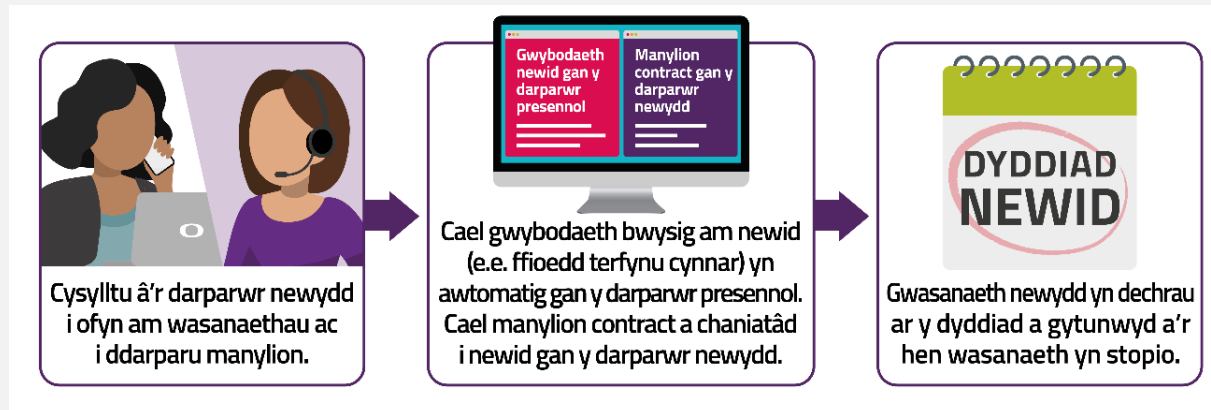 Cysylltu â'r darparwr newydd
i ofyn am wasanaethau ac
i ddarparu manylion.
Gwybodaeth
newid gan y
darparwr
presennol
Manylion
contract gan y
darparwr
newydd
Cael gwybodaeth bwysig am newid
(e.e. ffioedd terfynu cynnar) yn
awtomatig gan y darparwr presennol.
Cael manylion contract a chaniatâd
i newid gan y darparwr newydd.
DYDDIAD
NEWID
Gwasanaeth newydd yn dechrau
ar y dyddiad a gytunwyd a'r
hen wasanaeth yn stopio.